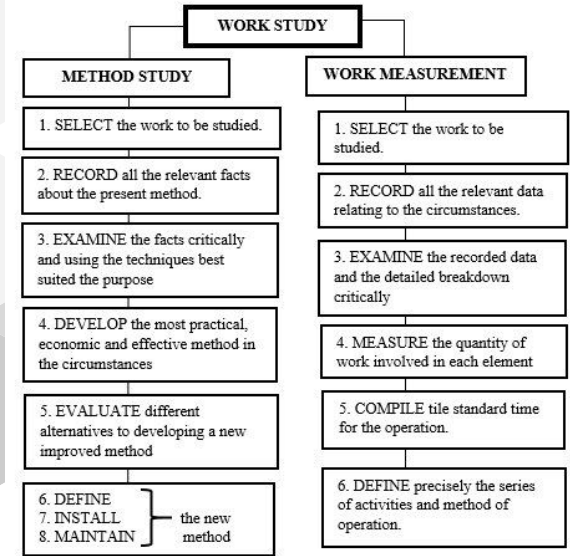 WORK STUDY
METHOD STUDY
1. SELECT the work to be studied.
2. RECORD all the relevant facts
about the present method.
3. EXAMINE the facts critically
and using the techniques best
suited the purpose
4. DEVELOP the most practical,
economic and effective method in
the circumstances
5. EVALUATE different
alternatives to developing a new
improved method
6. DEFINE
7. INSTALL
8. MAINTAIN
the new
method
WORK MEASUREMENT
1. SELECT the work to be
studied.
2. RECORD all the relevant data
relating to the circumstances.
3. EXAMINE the recorded data
and the detailed breakdown
critically
4. MEASURE the quantity of
work involved in each element
5. COMPILE tile standard time
for the operation.
6. DEFINE precisely the series
of activities and method of
operation.